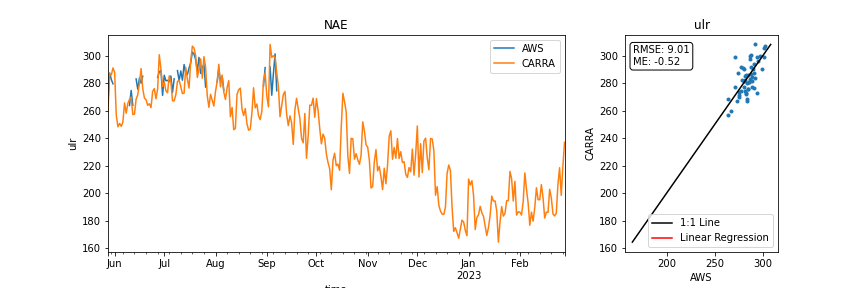 NAE
ulr
300
280
260
240
220
200
180
160
Jun
Jul
Aug
Sep
Oct
Nov
Dec
Jan
2023
Feb
ulr
AWS
CARRA
ulr
300
280
260
240
220
200
180
160
200
250
300
AWS
CARRA
RMSE: 9.01
ME: -0.52
1:1 Line
Linear Regression